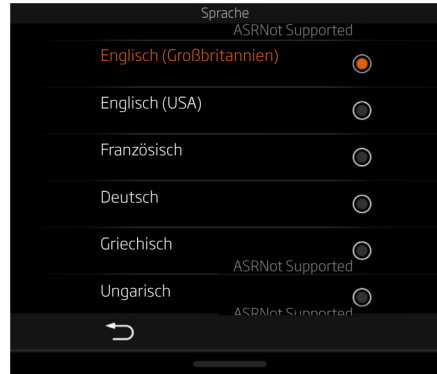 Sprache
ASRNot Supported
Englisch (Großbritannien)
Englisch (USA)
Französisch
Deutsch
Griechisch
ASRNot Supported
Ungarisch
ASRNot Supported